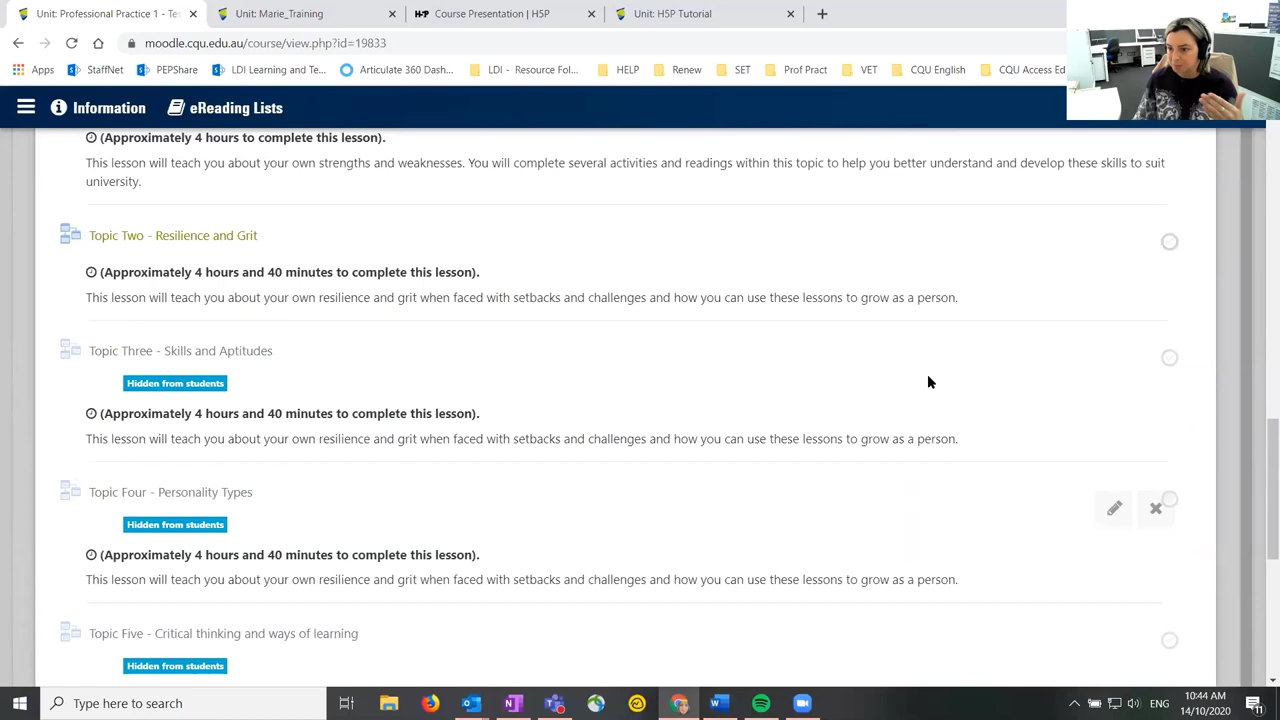 Unit: Professional Practice 1 - Tes
Unit: Marie_Training
H5P Course Presentation
Unit: H5P Tutorial
moodle.cqu.edu.au/course/view.php?id=19833
Apps StaffNet PEPShare LDI Learning and Te... Articulate 360 Das LDI - Resource Fol... HELP Renew SET Prof Pract VET CQU English CQU Access Ed
Information eReading Lists
(Approximately 4 hours to complete this lesson).
This lesson will teach you about your own strengths and weaknesses. You will complete several activities and readings within this topic to help you better understand and develop these skills to suit
university.
Topic Two - Resilience and Grit
(Approximately 4 hours and 40 minutes to complete this lesson).
This lesson will teach you about your own resilience and grit when faced with setbacks and challenges and how you can use these lessons to grow as a person.
Topic Three - Skills and Aptitudes
Hidden from students
(Approximately 4 hours and 40 minutes to complete this lesson).
This lesson will teach you about your own resilience and grit when faced with setbacks and challenges and how you can use these lessons to grow as a person.
Topic Four - Personality Types
Hidden from students
(Approximately 4 hours and 40 minutes to complete this lesson).
This lesson will teach you about your own resilience and grit when faced with setbacks and challenges and how you can use these lessons to grow as a person.
Topic Five - Critical thinking and ways of learning
Hidden from students
Type here to search
ENG
10:44 AM
14/10/2020
11